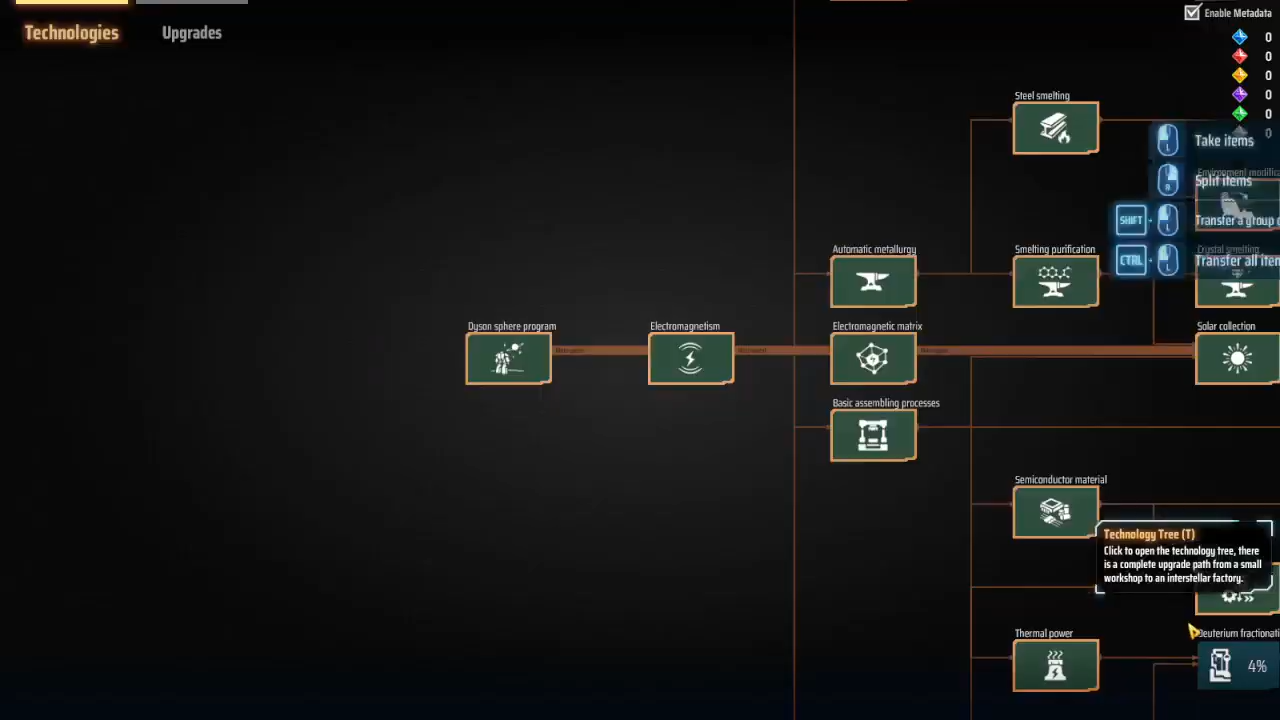 Technologies
Upgrades
Enable Metadata
0
0
0
0
0
0
Steel smelting
Take items
Split items
SHIFT
Transfer a group
CTRL
Transfer all item
Automatic metallurgy
Smelting purification
Crystal smelting
Dyson sphere program
Electromagnetism
Electromagnetic matrix
Solar collection
Basic assembling processes
Semiconductor material
Technology Tree (T)
Click to open the technology tree, there
is a complete upgrade path from a small
workshop to an interstellar factory.
Thermal power
Deuterium fractionati
4%